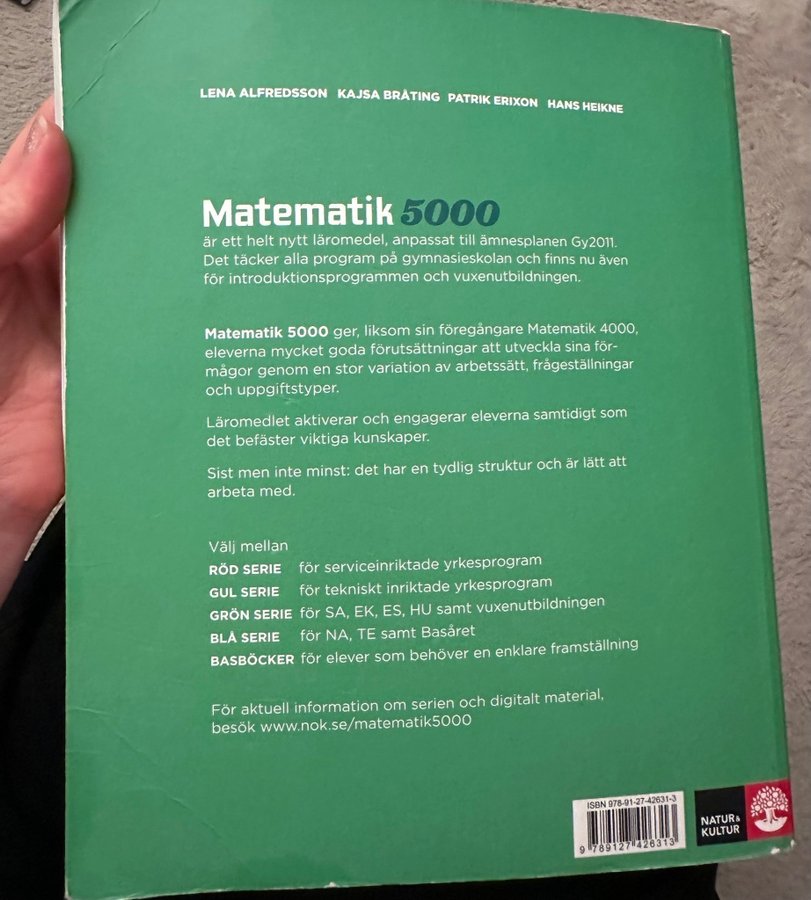 LENA ALFREDSSON KAJSA BRÅTING PATRIK ERIXON HANS HEIKNE
Matematik 5000
är ett helt nytt läromedel, anpassat till ämnesplanen Gy2011.
Det täcker alla program på gymnasieskolan och finns nu även
för introduktionsprogrammen och vuxenutbildningen.
Matematik 5000 ger, liksom sin föregångare Matematik 4000,
eleverna mycket goda förutsättningar att utveckla sina för-
mågor genom en stor variation av arbetssätt, frågeställningar
och uppgiftstyper.
Läromedlet aktiverar och engagerar eleverna samtidigt som
det befäster viktiga kunskaper.
Sist men inte minst: det har en tydlig struktur och är lätt att
arbeta med.
Välj mellan
RÖD SERIE för serviceinriktade yrkesprogram
GUL SERIE för tekniskt inriktade yrkesprogram
GRÖN SERIE för SA, EK, ES, HU samt vuxenutbildningen
BLÅ SERIE för NA, TE samt Basåret
BASBÖCKER för elever som behöver en enklare framställning
För aktuell information om serien och digitalt material,
besök www.nok.se/matematik5000
ISBN 978-91-27-42631-3
9 789127 426313
NATUR &
KULTUR